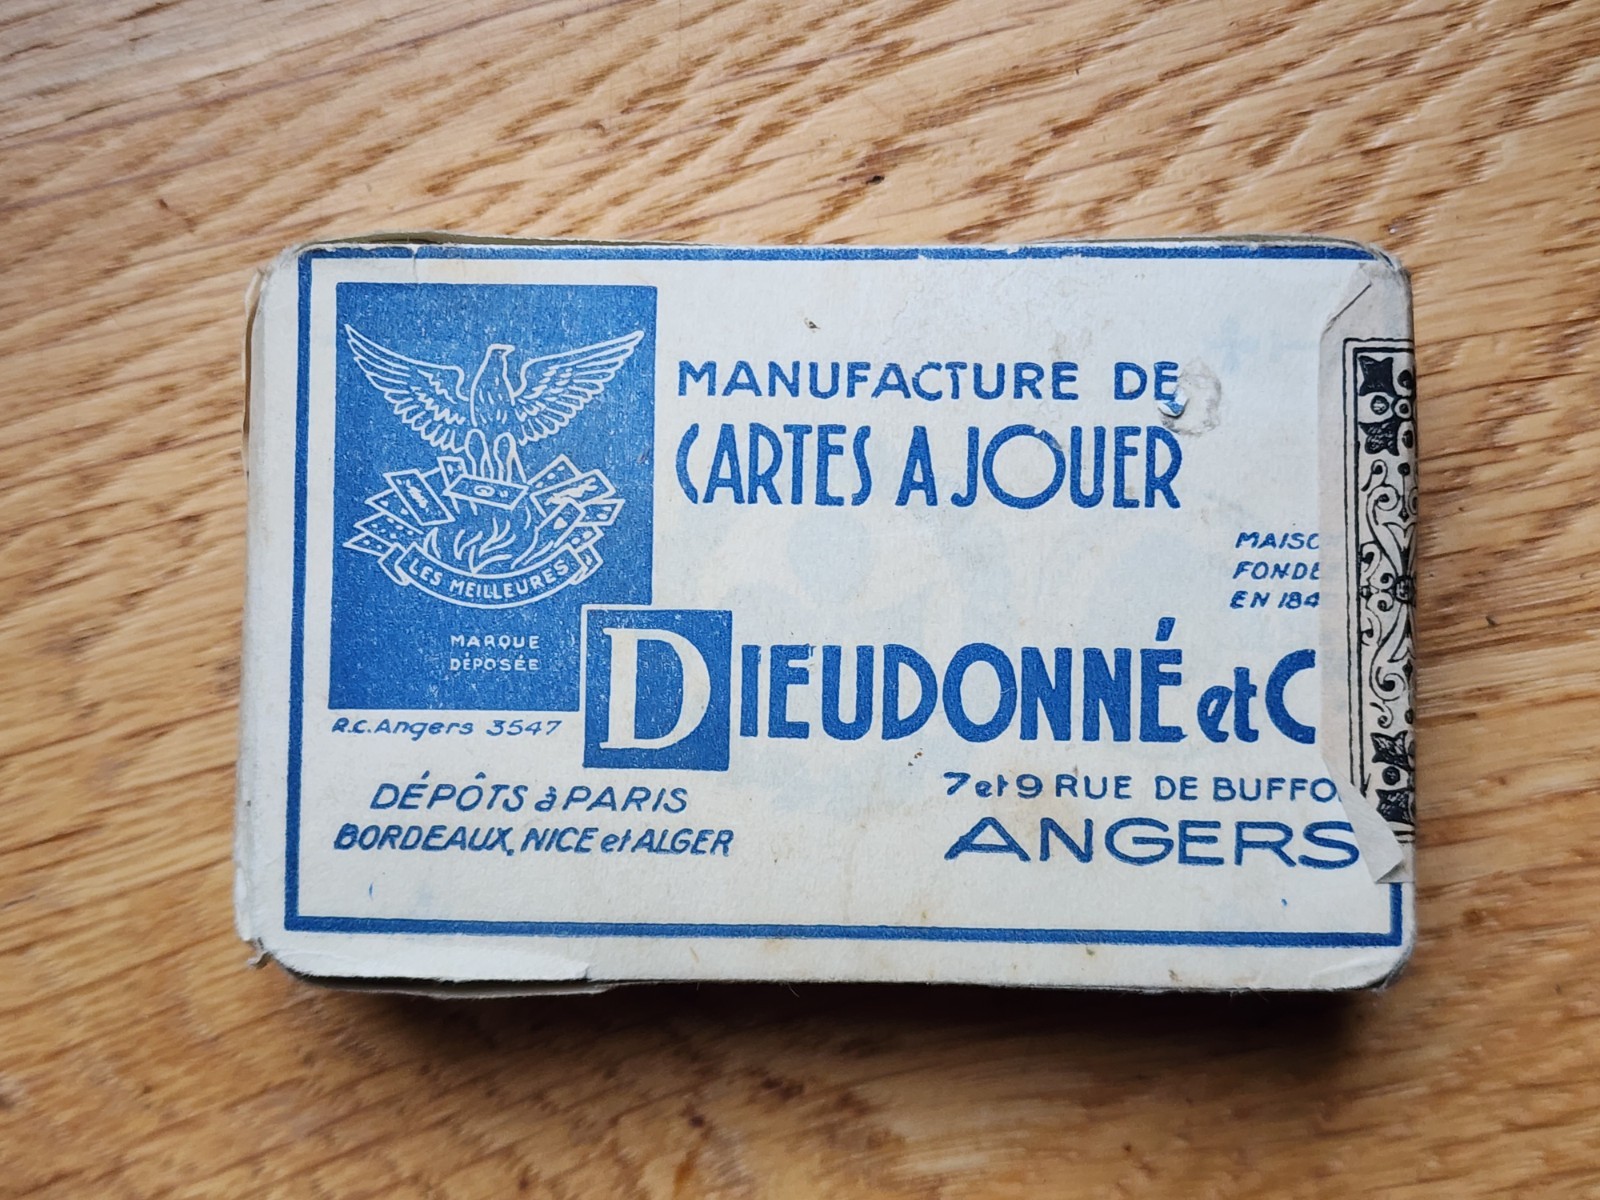 LES MEILLEURES
MARQUE
DÉPOSÉE
R.C. Angers 3547
MANUFACTURE DE
CARTES A JOUER
MAISO
FONDÉ
EN 184
DIEUDONNÉ et C
7 et 9 RUE DE BUFFO
ANGERS
DÉPÔTS à PARIS
BORDEAUX, NICE et ALGER